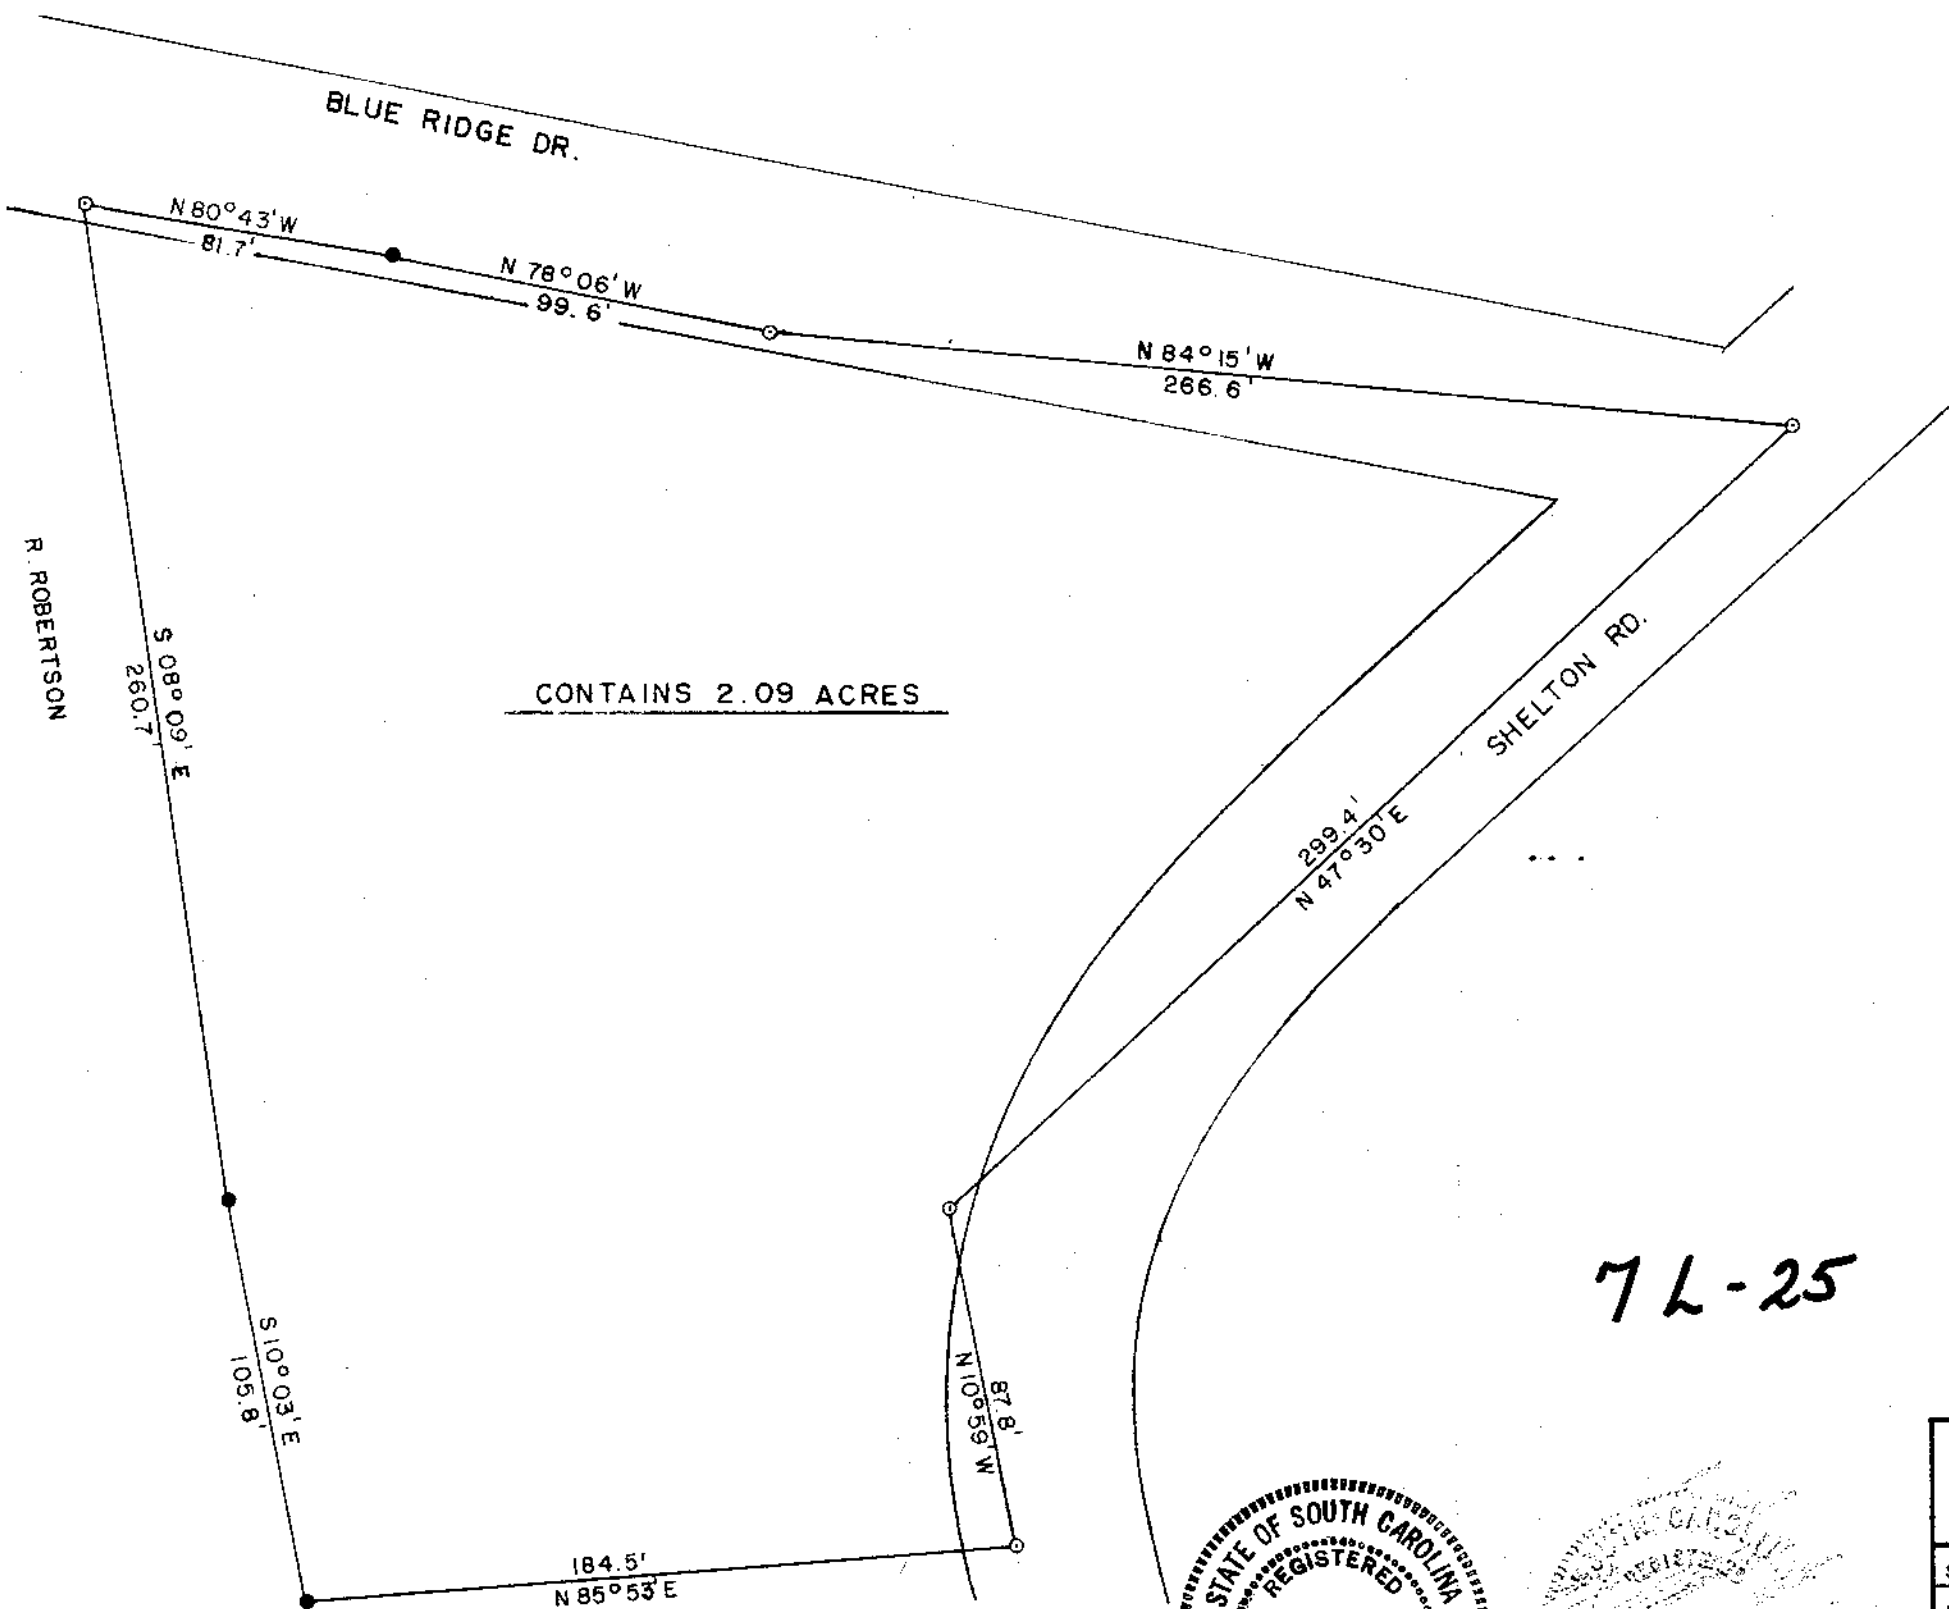 BLUE RIDGE DR.
N 80° 43' W
81.7'
N 78° 06' W
99.6'
N 84° 15' W
266.6'
R. ROBERTSON
S 08° 09' E
260.7'
CONTAINS 2.09 ACRES
SHELTON RD.
299.4'
N 47° 30' E
7L-25
S 10° 03' E
105.8'
87.8'
N 10° 59' W
184.5'
N 85° 53' E
STATE OF SOUTH CAROLINA
REGISTERED